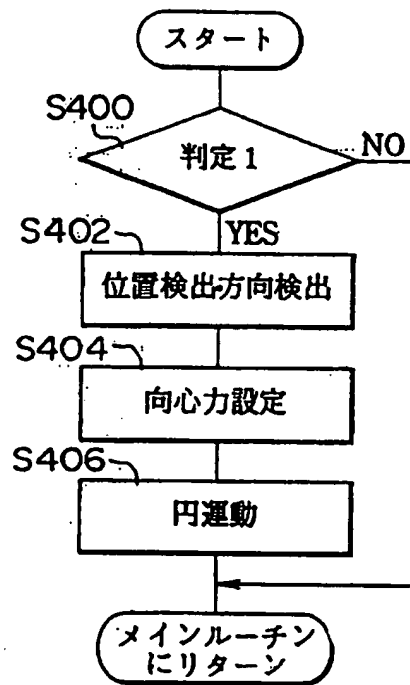 スタート
S400
判定1
NO
YES
S402
位置検出・方向検出
S404
向心力設定
S406
円運動
メインルーチン
にリターン